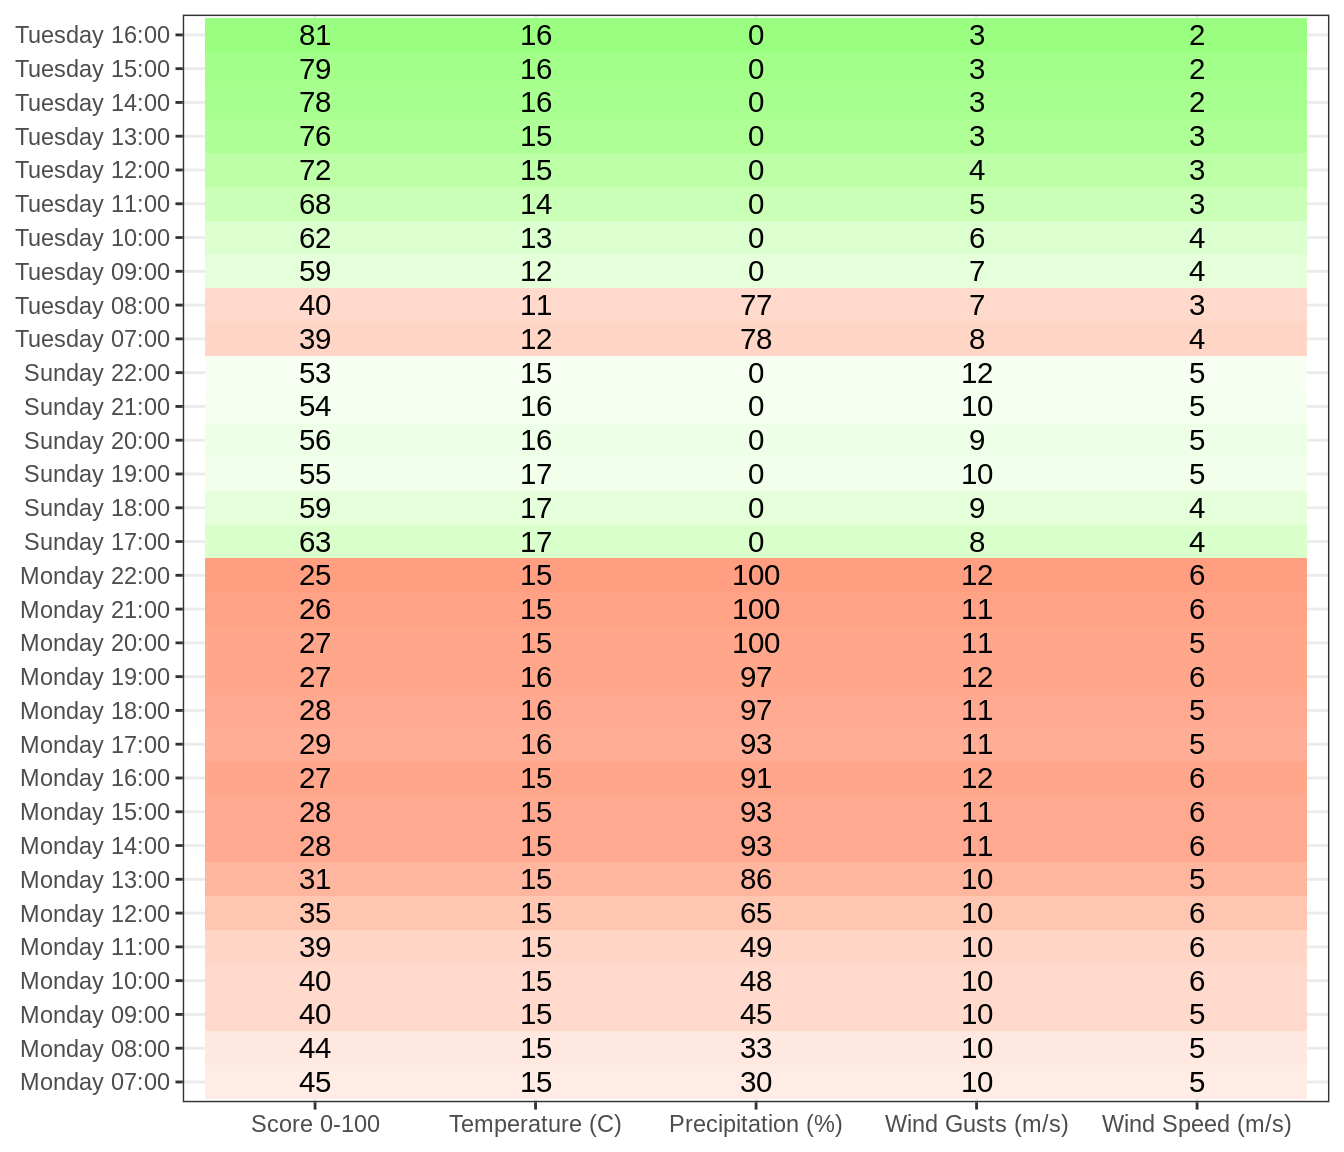 Tuesday 16:00 81 16 0 3 2
Tuesday 15:00 79 16 0 3 2
Tuesday 14:00 78 16 0 3 2
Tuesday 13:00 76 15 0 3 3
Tuesday 12:00 72 15 0 4 3
Tuesday 11:00 68 14 0 5 3
Tuesday 10:00 62 13 0 6 4
Tuesday 09:00 59 12 0 7 4
Tuesday 08:00 40 11 77 7 3
Tuesday 07:00 39 12 78 8 4
Sunday 22:00 53 15 0 12 5
Sunday 21:00 54 16 0 10 5
Sunday 20:00 56 16 0 9 5
Sunday 19:00 55 17 0 10 5
Sunday 18:00 59 17 0 9 4
Sunday 17:00 63 17 0 8 4
Monday 22:00 25 15 100 12 6
Monday 21:00 26 15 100 11 6
Monday 20:00 27 15 100 11 5
Monday 19:00 27 16 97 12 6
Monday 18:00 28 16 97 11 5
Monday 17:00 29 16 93 11 5
Monday 16:00 27 15 91 12 6
Monday 15:00 28 15 93 11 6
Monday 14:00 28 15 93 11 6
Monday 13:00 31 15 86 10 5
Monday 12:00 35 15 65 10 6
Monday 11:00 39 15 49 10 6
Monday 10:00 40 15 48 10 6
Monday 09:00 40 15 45 10 5
Monday 08:00 44 15 33 10 5
Monday 07:00 45 15 30 10 5
Score 0-100 Temperature (C) Precipitation (%) Wind Gusts (m/s) Wind Speed (m/s)